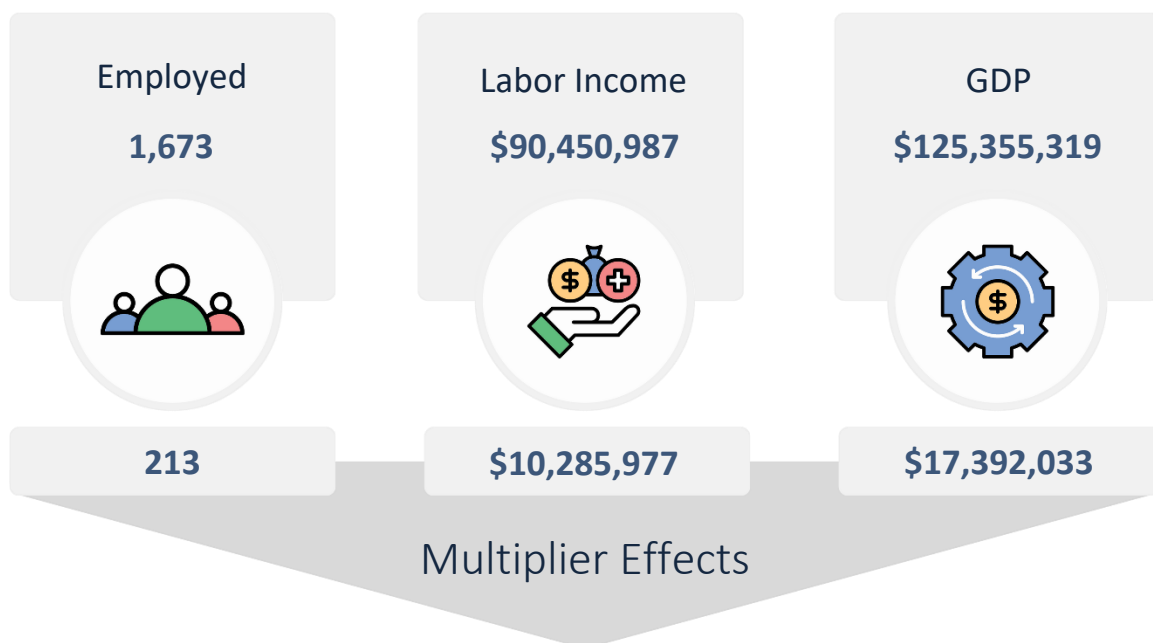 Employed
1,673
Labor Income
$90,450,987
GDP
$125,355,319
$
$
213
$10,285,977
$17,392,033
Multiplier Effects